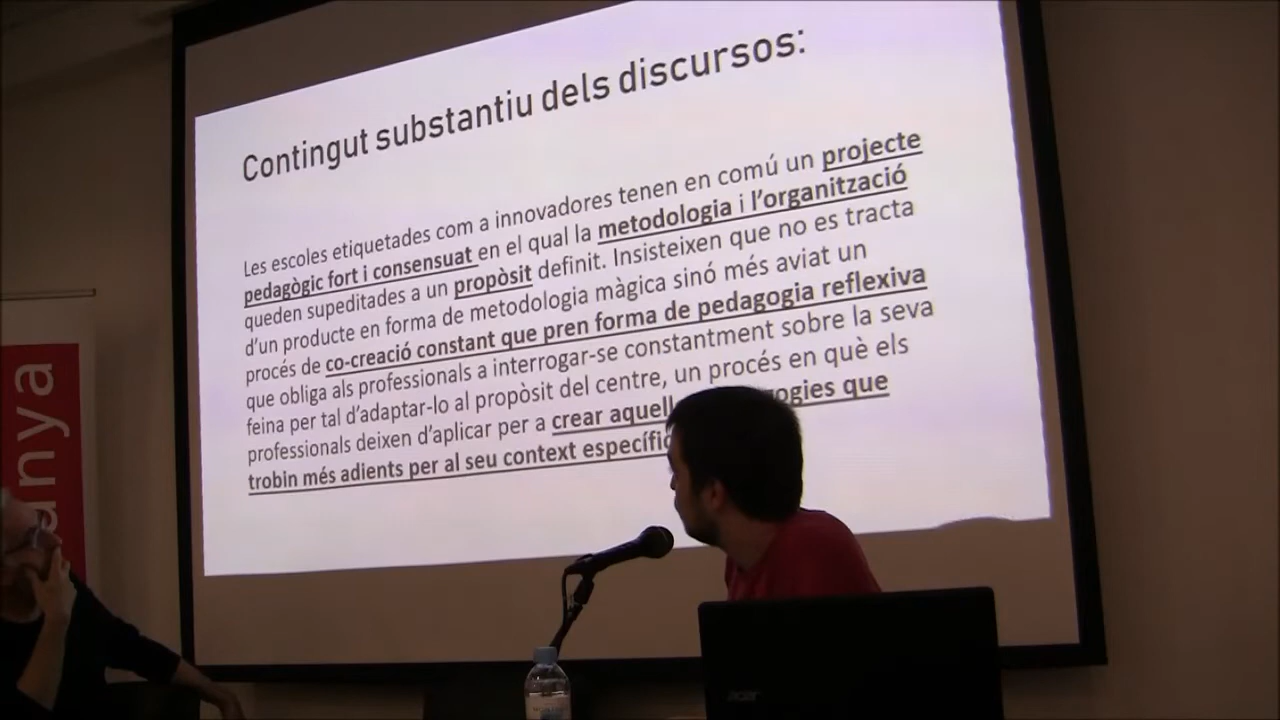 Contingut substantiu dels discursos:
Les escoles etiquetades com a innovadores tenen en comú un projecte
pedagògic fort i consensuat en el qual la metodologia i l'organització
queden supeditades a un propòsit definit. Insisteixen que no es tracta
d'un producte en forma de metodologia màgica sinó més aviat un
procés de co-creació constant que pren forma de pedagogia reflexiva
que obliga als professionals a interrogar-se constantment sobre la seva
feina per tal d'adaptar-lo al propòsit del centre, un procés en què els
professionals deixen d'aplicar per a crear aquell ogies que
trobin més adients per al seu context específic
anya
acer